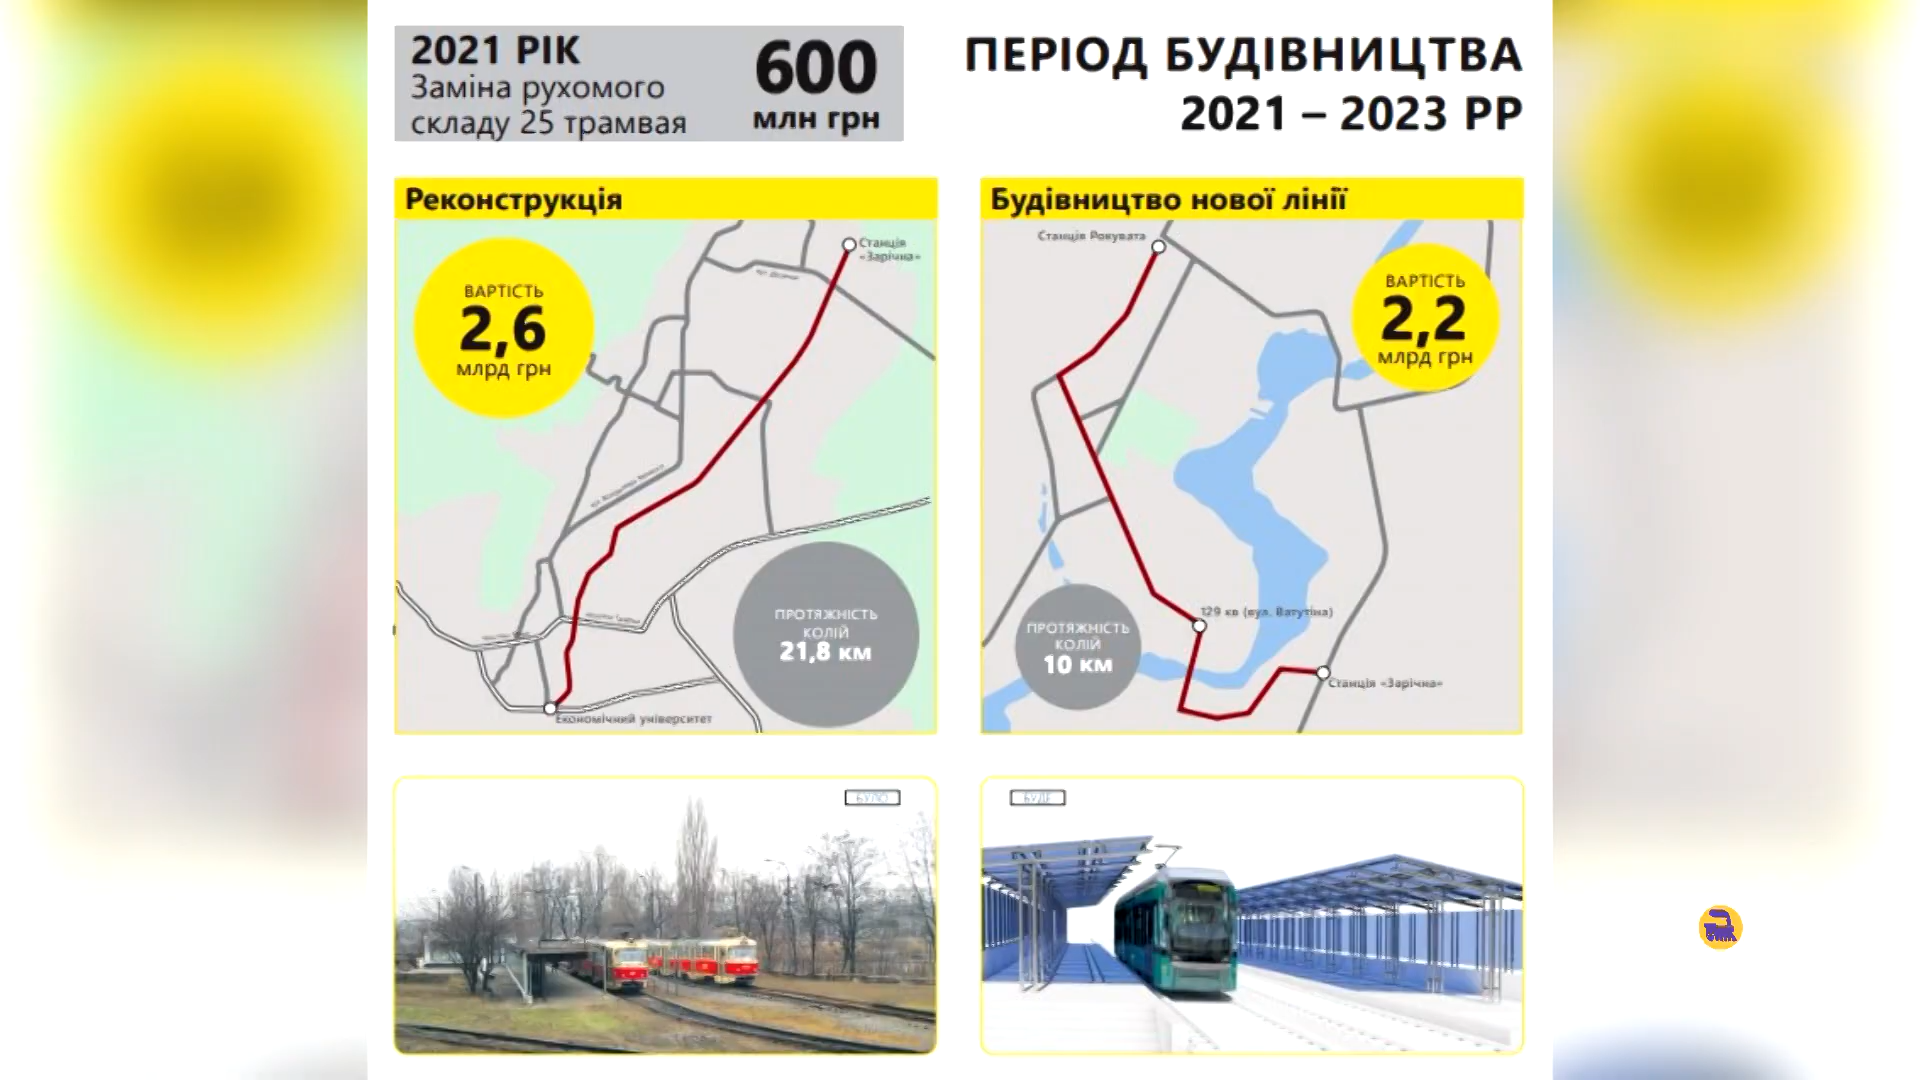 2021 РІК
Заміна рухомого
складу 25 трамвая
600
млн грн
ПЕРІОД БУДІВНИЦТВА
2021 – 2023 РР
Реконструкція
Станція
«Зарічна»
ВАРТІСТЬ
2,6
млрд грн
ПРОТЯЖНІСТЬ
КОЛІЙ
21,8 км
Економічний університет
Будівництво нової лінії
Станція Рокувата
ВАРТІСТЬ
2,2
млрд грн
129 кв (вул. Ватутіна)
ПРОТЯЖНІСТЬ
КОЛІЙ
10 км
Станція «Зарічна»
БУЛО
БУДЕ